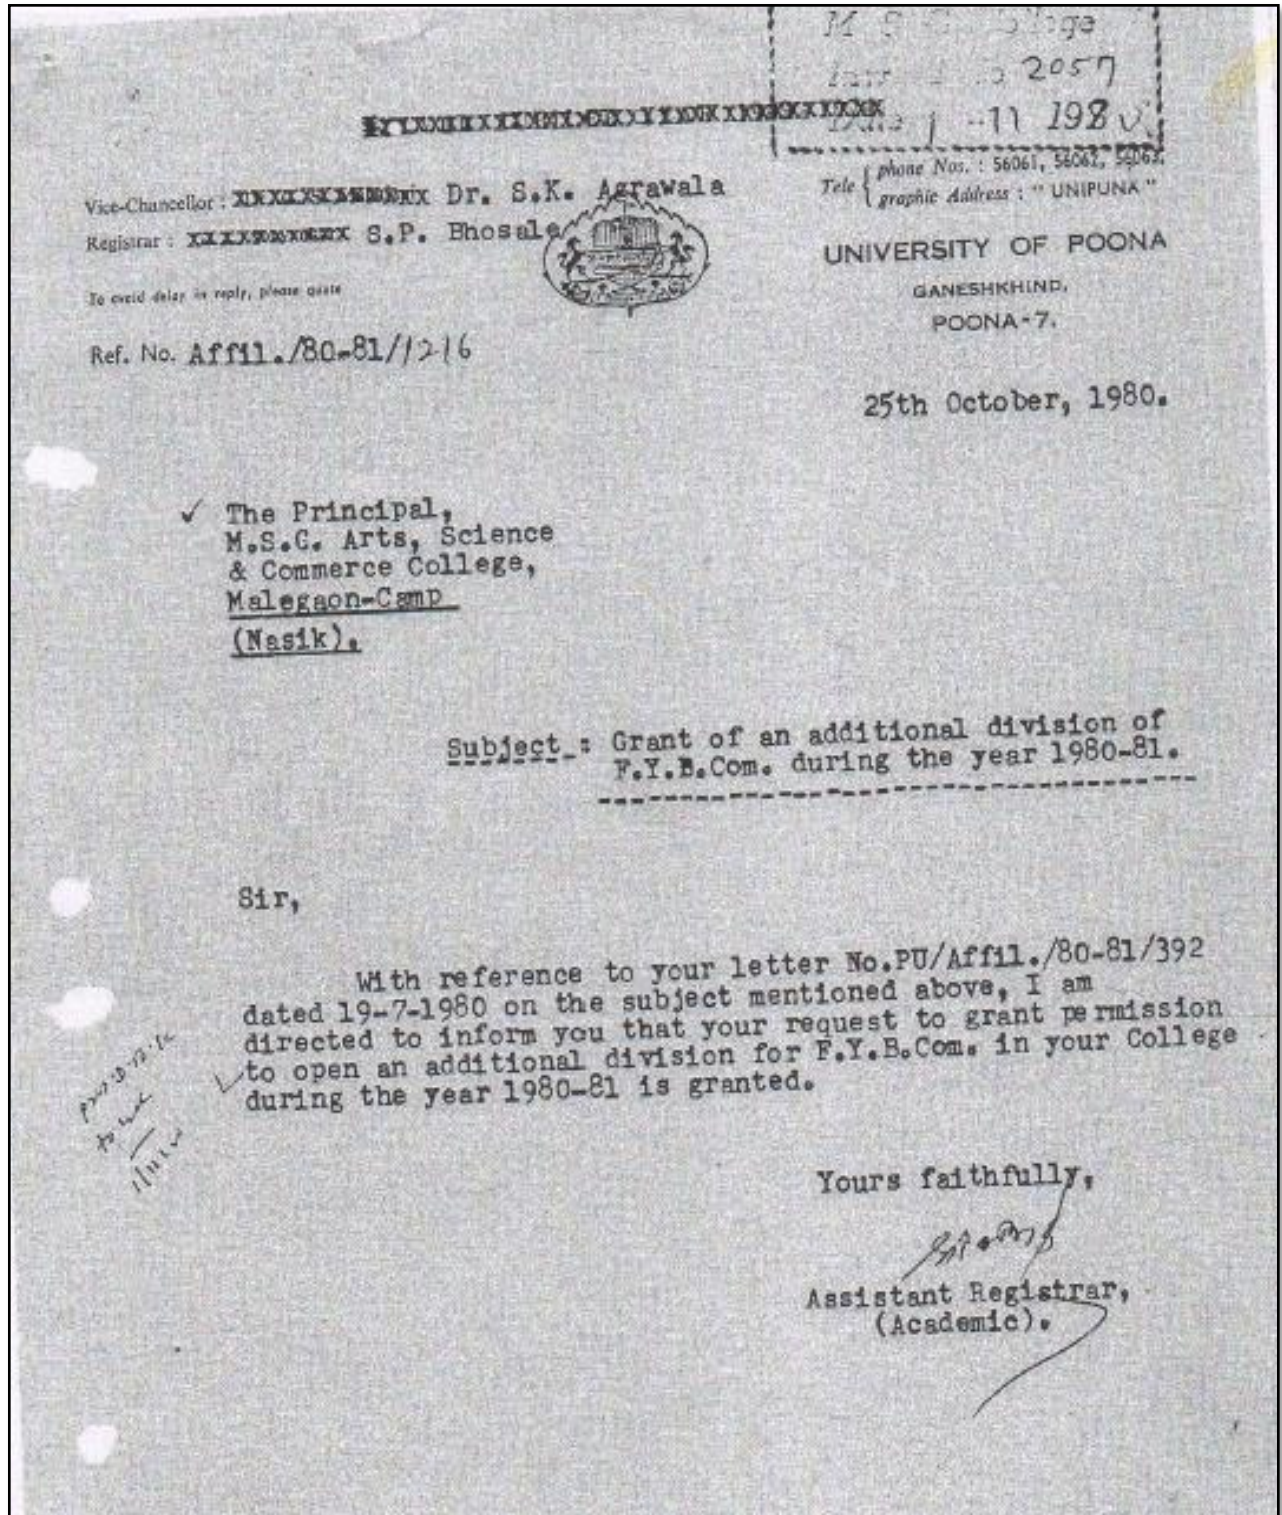 2057
-11 198
Tele { phone Nos. : 56061, 56062, 56063.
graphic Address : " UNIPUNA "
Vice-Chancellor : Dr. S.K. Agrawala
Registrar : S.P. Bhosale
UNIVERSITY OF POONA
GANESHKHIND,
POONA-7.
To avoid delay in reply, please quote
Ref. No. Affil./80-81/1216
25th October, 1980.
✓ The Principal,
M.S.G. Arts, Science
& Commerce College,
Malegaon-Camp
(Nasik).
Subject : Grant of an additional division of
F.Y.B.Com. during the year 1980-81.
Sir,
With reference to your letter No.PU/Affil./80-81/392
dated 19-7-1980 on the subject mentioned above, I am
directed to inform you that your request to grant permission
to open an additional division for F.Y.B.Com. in your College
during the year 1980-81 is granted.
Yours faithfully,
Assistant Registrar,
(Academic).